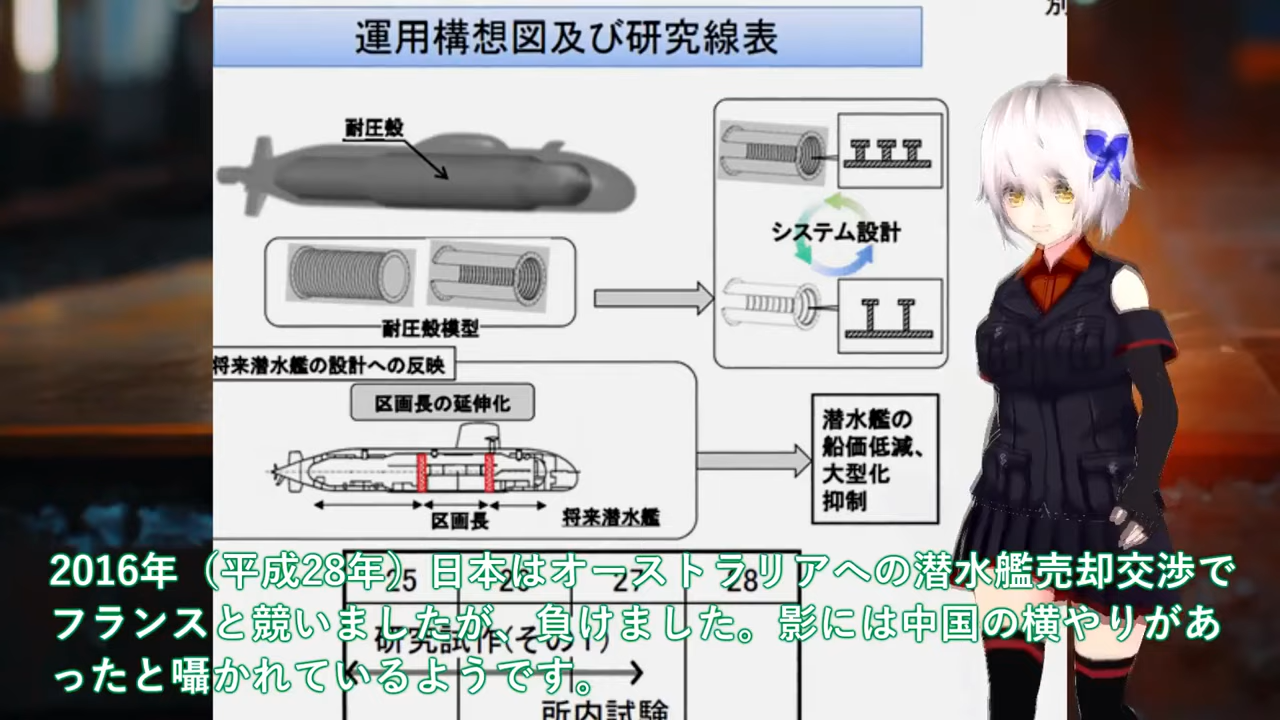 別
運用構想図及び研究線表
耐圧殻
システム設計
耐圧殻模型
将来潜水艦の設計への反映
区画長の延伸化
潜水艦の
船価低減、
大型化
抑制
区画長
将来潜水艦
25 26 27 28
研究試作(その1)
所内試験
2016年（平成28年）日本はオーストラリアへの潜水艦売却交渉で
フランスと競いましたが、負けました。影には中国の横やりがあ
ったと囁かれているようです。